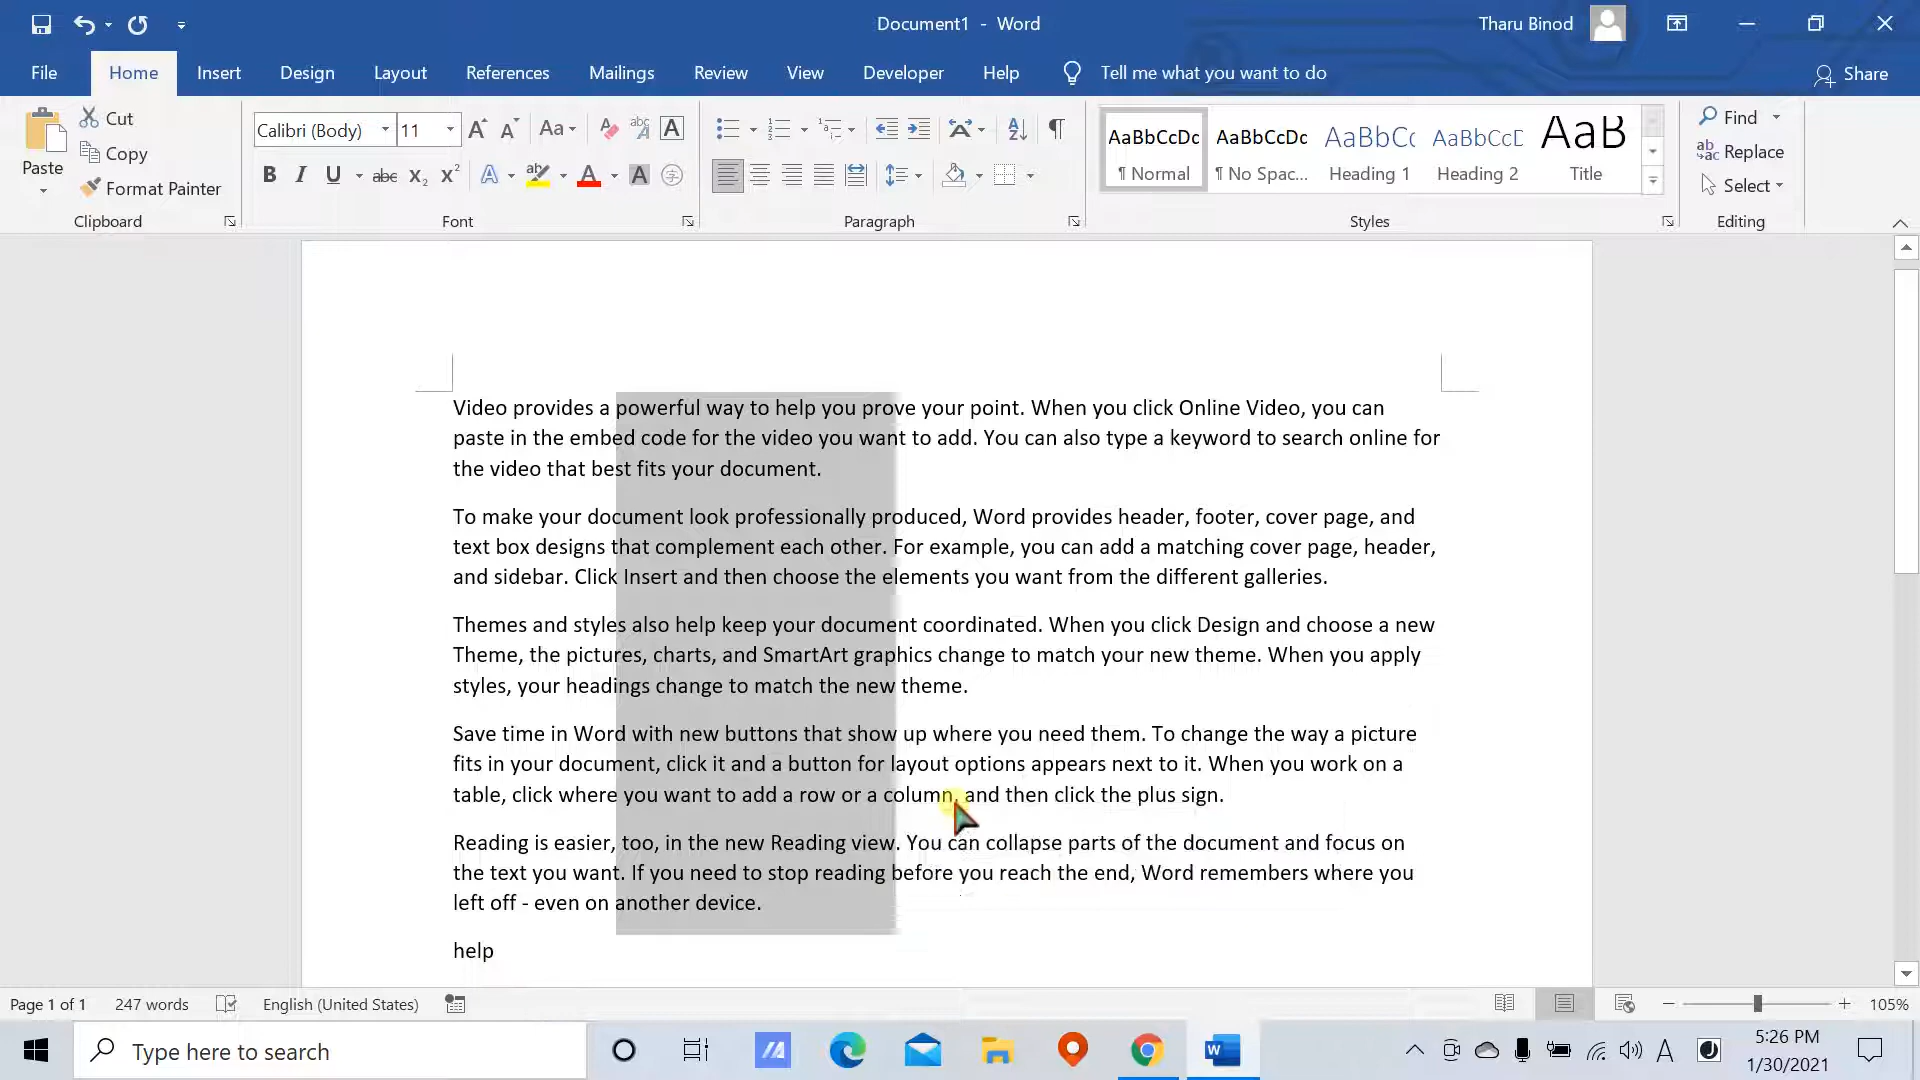 Document1 - Word
Tharu Binod
File Home Insert Design Layout References Mailings Review View Developer Help Tell me what you want to do Share
Paste
Cut
Copy
Format Painter
Clipboard
Calibri (Body) 11
Font
Paragraph
AaBbCcDc AaBbCcDc AaBbCc AaBbCcD AaB
¶ Normal ¶ No Spac... Heading 1 Heading 2 Title
Styles
Find
Replace
Select
Editing
Video provides a powerful way to help you prove your point. When you click Online Video, you can
paste in the embed code for the video you want to add. You can also type a keyword to search online for
the video that best fits your document.
To make your document look professionally produced, Word provides header, footer, cover page, and
text box designs that complement each other. For example, you can add a matching cover page, header,
and sidebar. Click Insert and then choose the elements you want from the different galleries.
Themes and styles also help keep your document coordinated. When you click Design and choose a new
Theme, the pictures, charts, and SmartArt graphics change to match your new theme. When you apply
styles, your headings change to match the new theme.
Save time in Word with new buttons that show up where you need them. To change the way a picture
fits in your document, click it and a button for layout options appears next to it. When you work on a
table, click where you want to add a row or a column, and then click the plus sign.
Reading is easier, too, in the new Reading view. You can collapse parts of the document and focus on
the text you want. If you need to stop reading before you reach the end, Word remembers where you
left off - even on another device.
help
Page 1 of 1 247 words English (United States) 105%
Type here to search
5:26 PM
1/30/2021